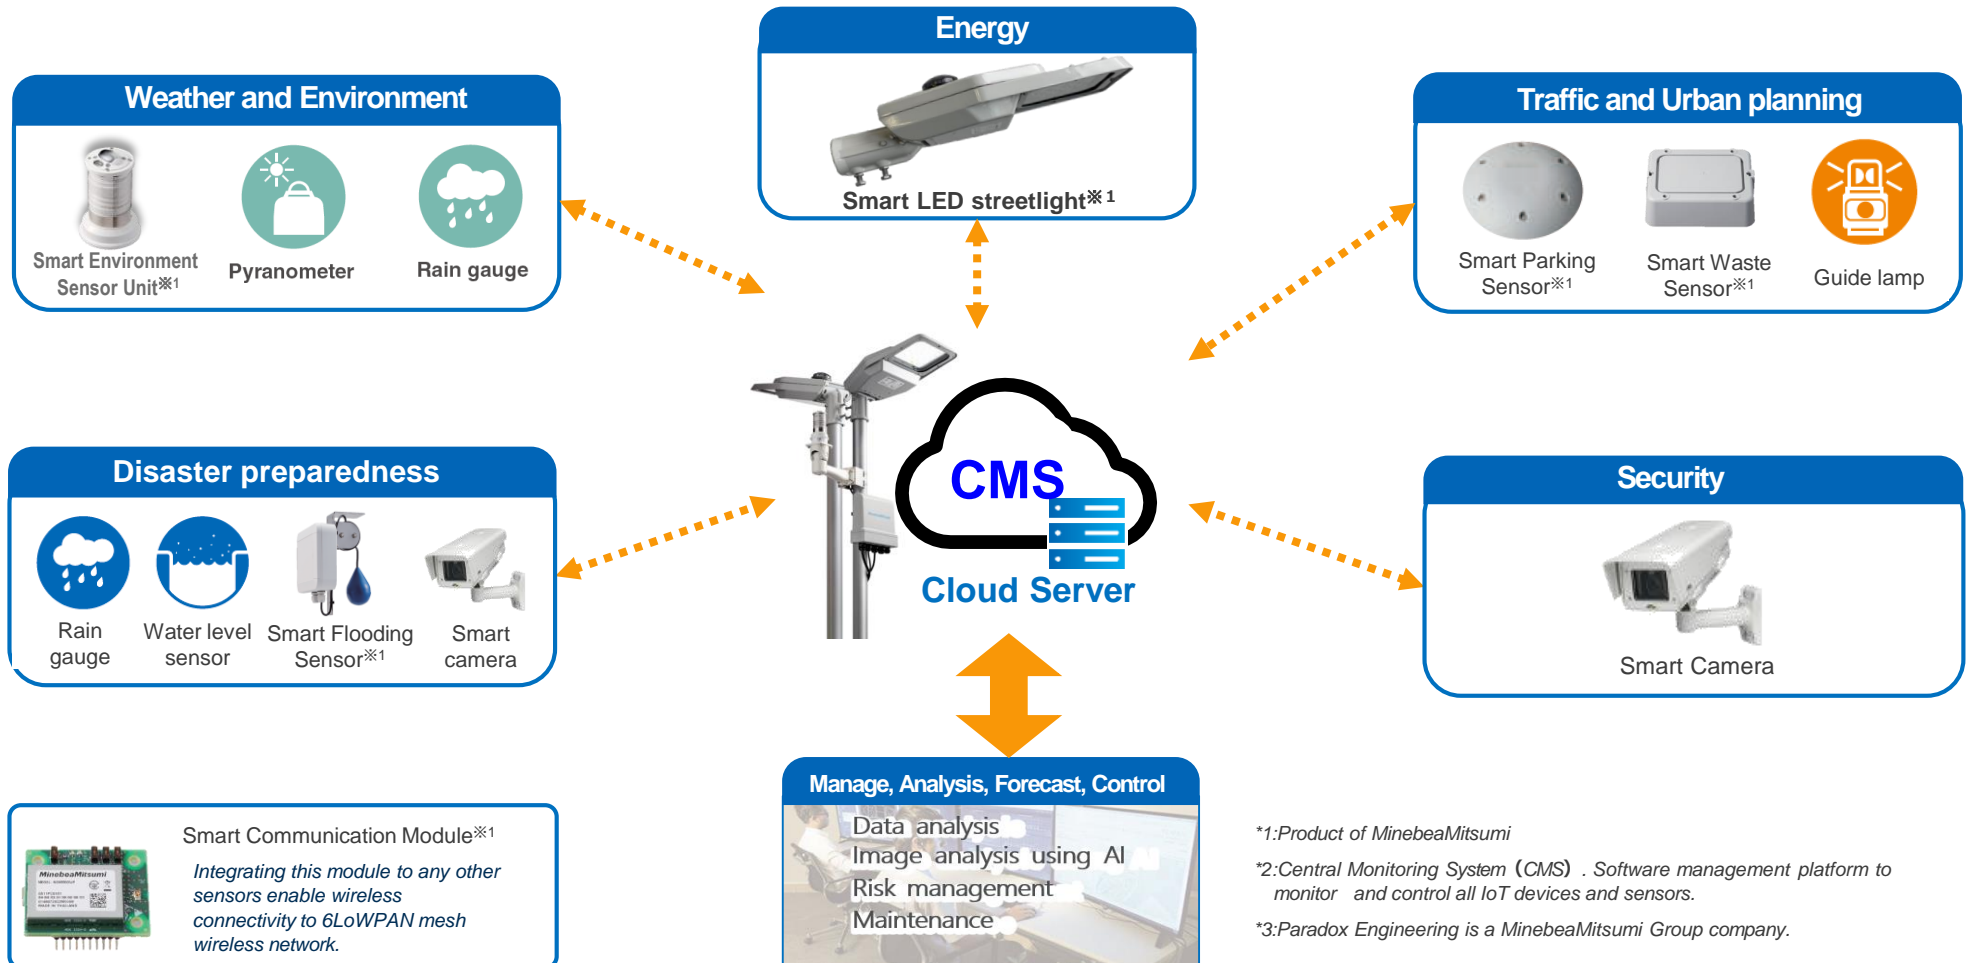 Energy
Smart LED streetlight※1
Weather and Environment
Smart Environment
Sensor Unit※1
Pyranometer
Rain gauge
Traffic and Urban planning
Smart Parking
Sensor※1
Smart Waste
Sensor※1
Guide lamp
Disaster preparedness
Rain
gauge
Water level
sensor
Smart Flooding
Sensor※1
Smart
camera
CMS
Cloud Server
Security
Smart Camera
Manage, Analysis, Forecast, Control
Data analysis
Image analysis using AI
Risk management
Maintenance
Smart Communication Module※1
Integrating this module to any other
sensors enable wireless
connectivity to 6LoWPAN mesh
wireless network.
MinebeaMitsumi
*1:Product of MinebeaMitsumi
*2:Central Monitoring System (CMS) . Software management platform to
monitor and control all IoT devices and sensors.
*3:Paradox Engineering is a MinebeaMitsumi Group company.